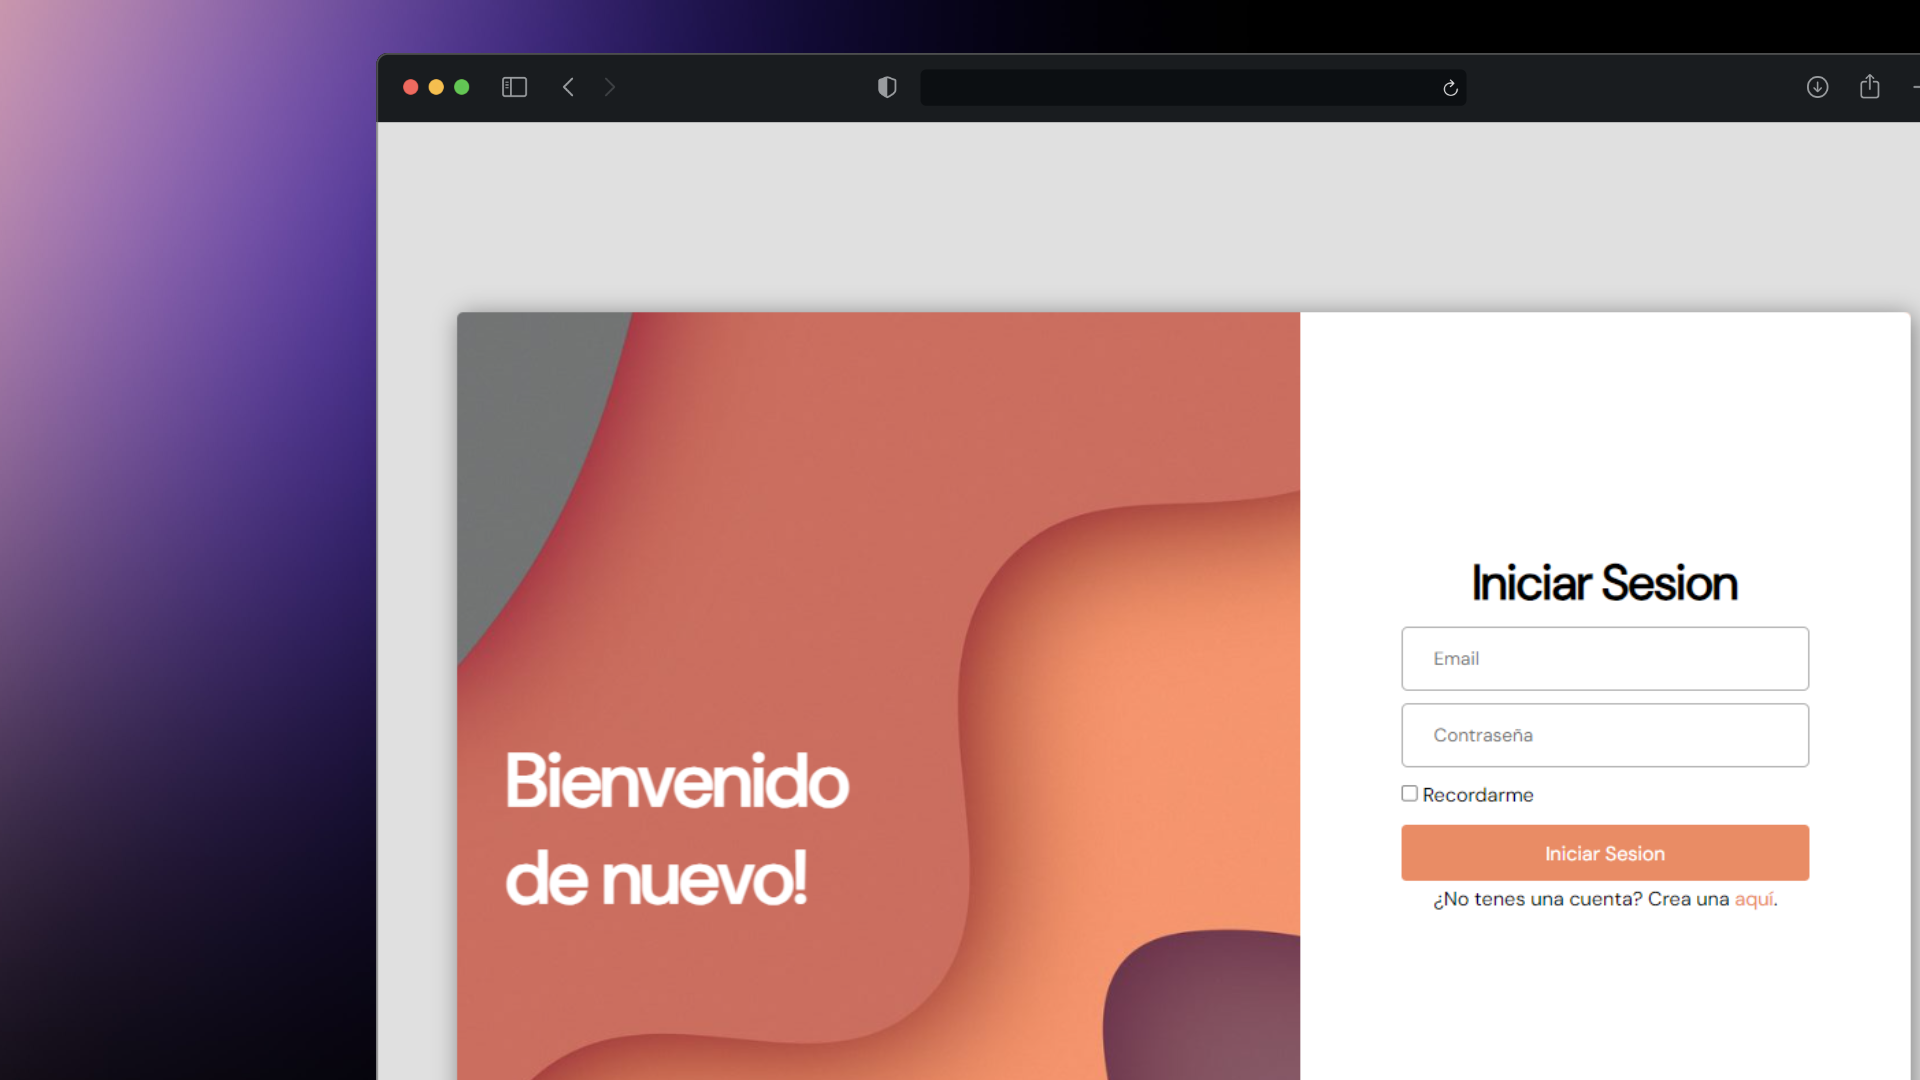 Bienvenido
de nuevo!
Iniciar Sesion
Email
Contraseña
Recordarme
Iniciar Sesion
¿No tenes una cuenta? Crea una aquí.